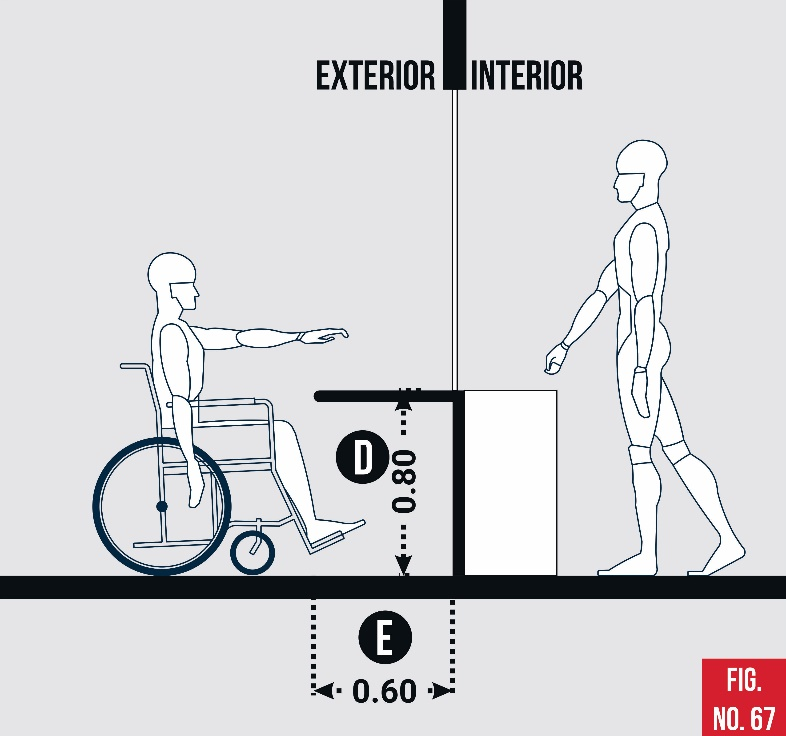 EXTERIOR INTERIOR
D
0.80
E
0.60
FIG.
NO. 67